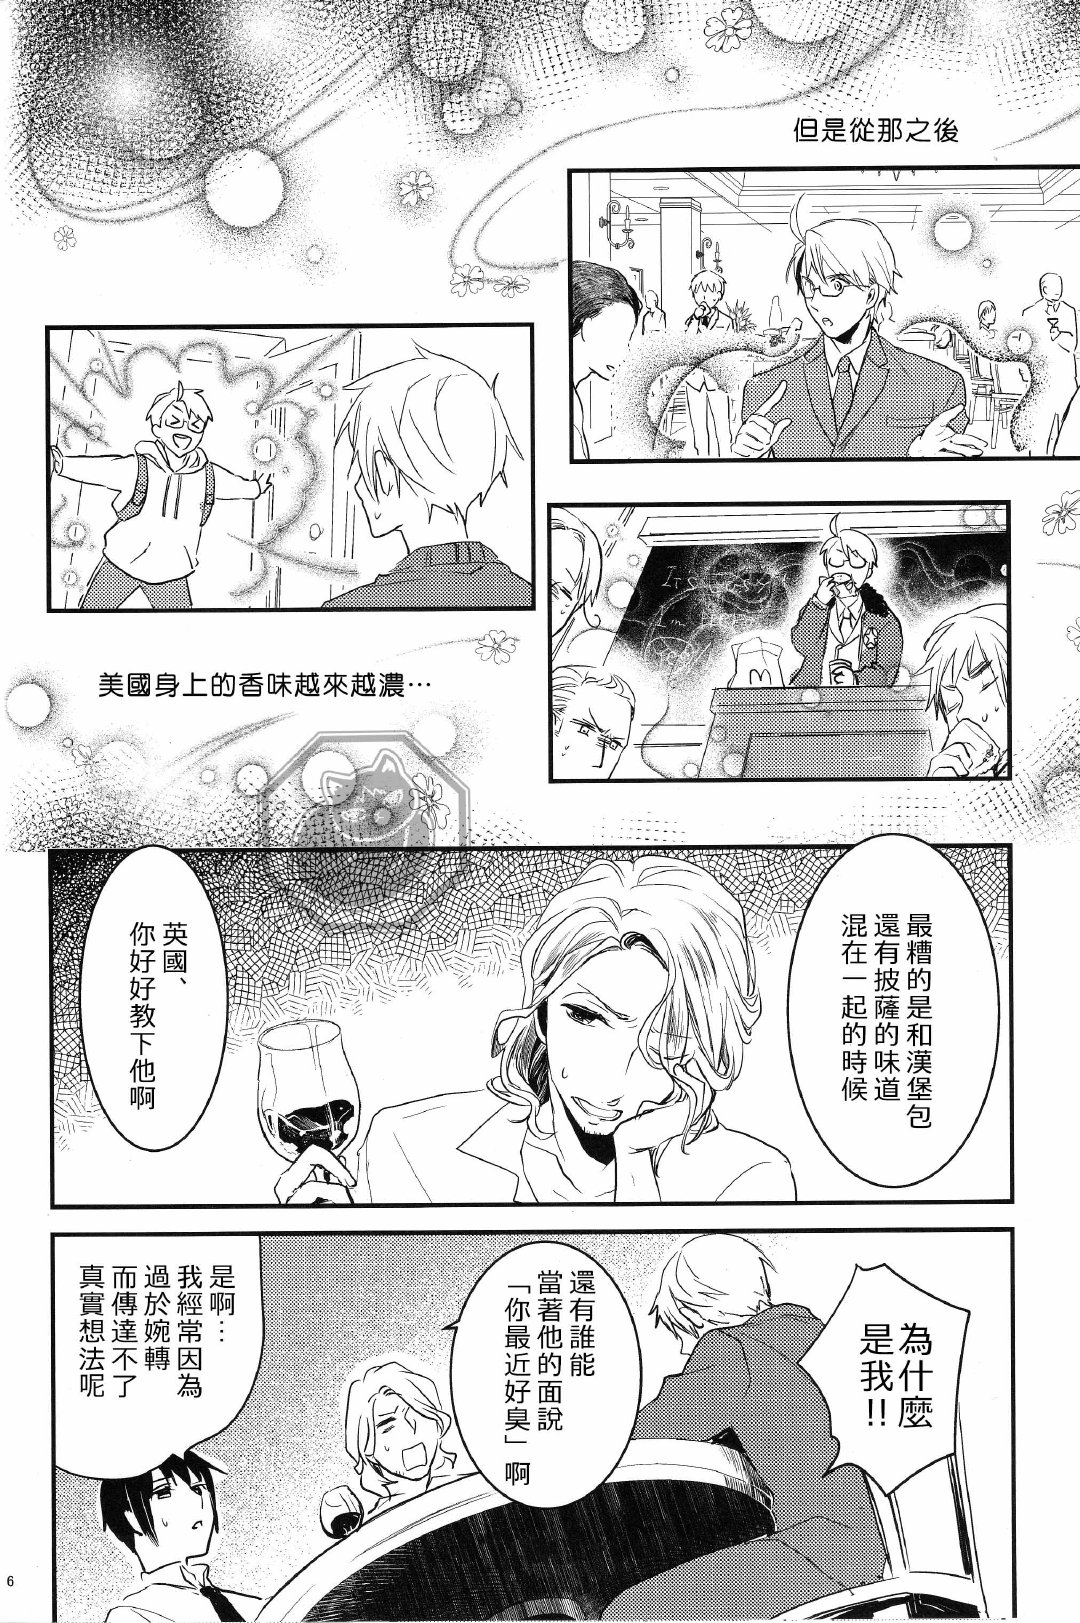 但是從那之後
美國身上的香味越來越濃…
最糟的是和漢堡包
還有披薩的味道
混在一起的時候
英國、
你好好教下他啊
為什麼
是我!!
還有誰能
當著他的面說
「你最近好臭」啊
是啊…
我經常因為
過於婉轉
而傳達不了
真實想法呢
6